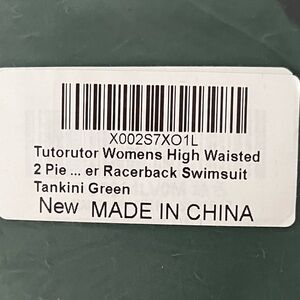 X002S7XO1L
Tutorutor Womens High Waisted
2 Pie ... er Racerback Swimsuit
Tankini Green
New MADE IN CHINA